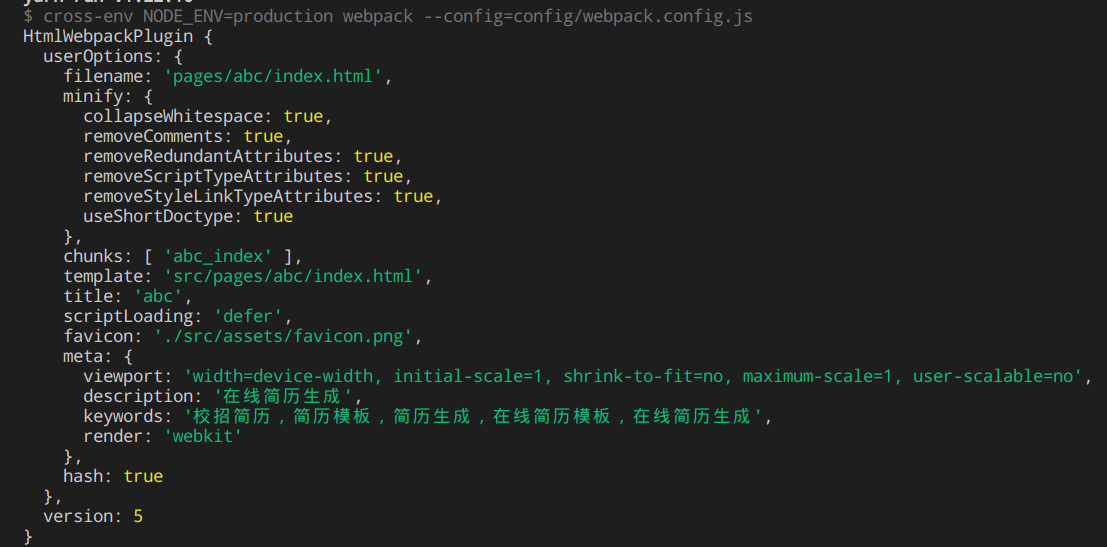 $ cross-env NODE_ENV=production webpack --config=config/webpack.config.js
HtmlWebpackPlugin {
  userOptions: {
    filename: 'pages/abc/index.html',
    minify: {
      collapseWhitespace: true,
      removeComments: true,
      removeRedundantAttributes: true,
      removeScriptTypeAttributes: true,
      removeStyleLinkTypeAttributes: true,
      useShortDoctype: true
    },
    chunks: [ 'abc_index' ],
    template: 'src/pages/abc/index.html',
    title: 'abc',
    scriptLoading: 'defer',
    favicon: './src/assets/favicon.png',
    meta: {
      viewport: 'width=device-width, initial-scale=1, shrink-to-fit=no, maximum-scale=1, user-scalable=no',
      description: '在线简历生成',
      keywords: '校招简历，简历模板，简历生成，在线简历模板，在线简历生成',
      render: 'webkit'
    },
    hash: true
  },
  version: 5
}